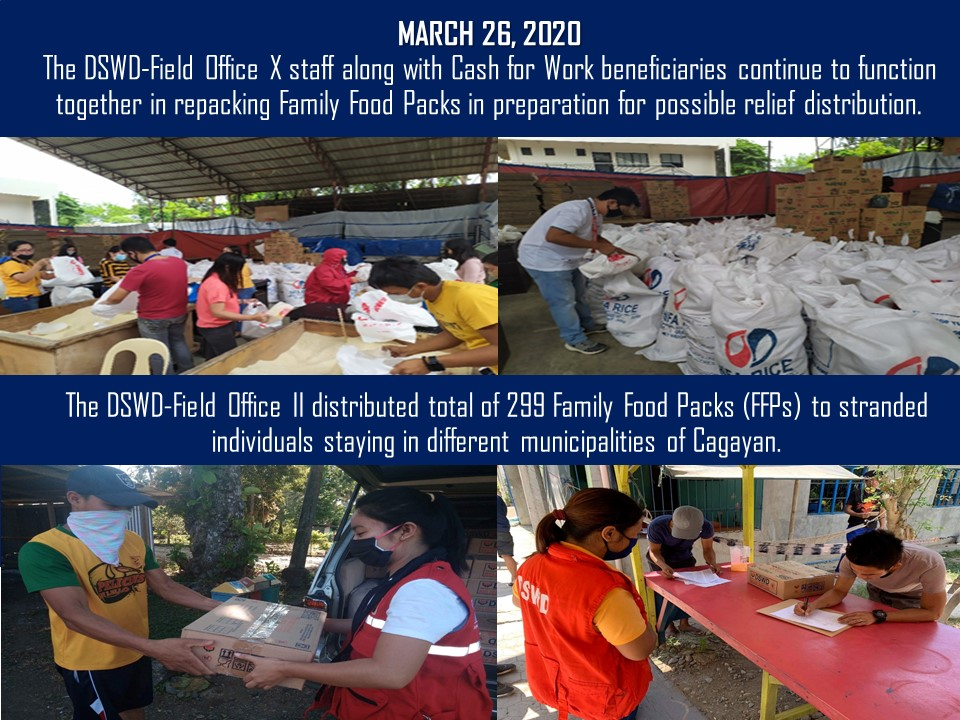 MARCH 26, 2020
The DSWD-Field Office X staff along with Cash for Work beneficiaries continue to function
together in repacking Family Food Packs in preparation for possible relief distribution.
NFA RICE
The DSWD-Field Office II distributed total of 299 Family Food Packs (FFPs) to stranded
individuals staying in different municipalities of Cagayan.
DSWD
DSWD